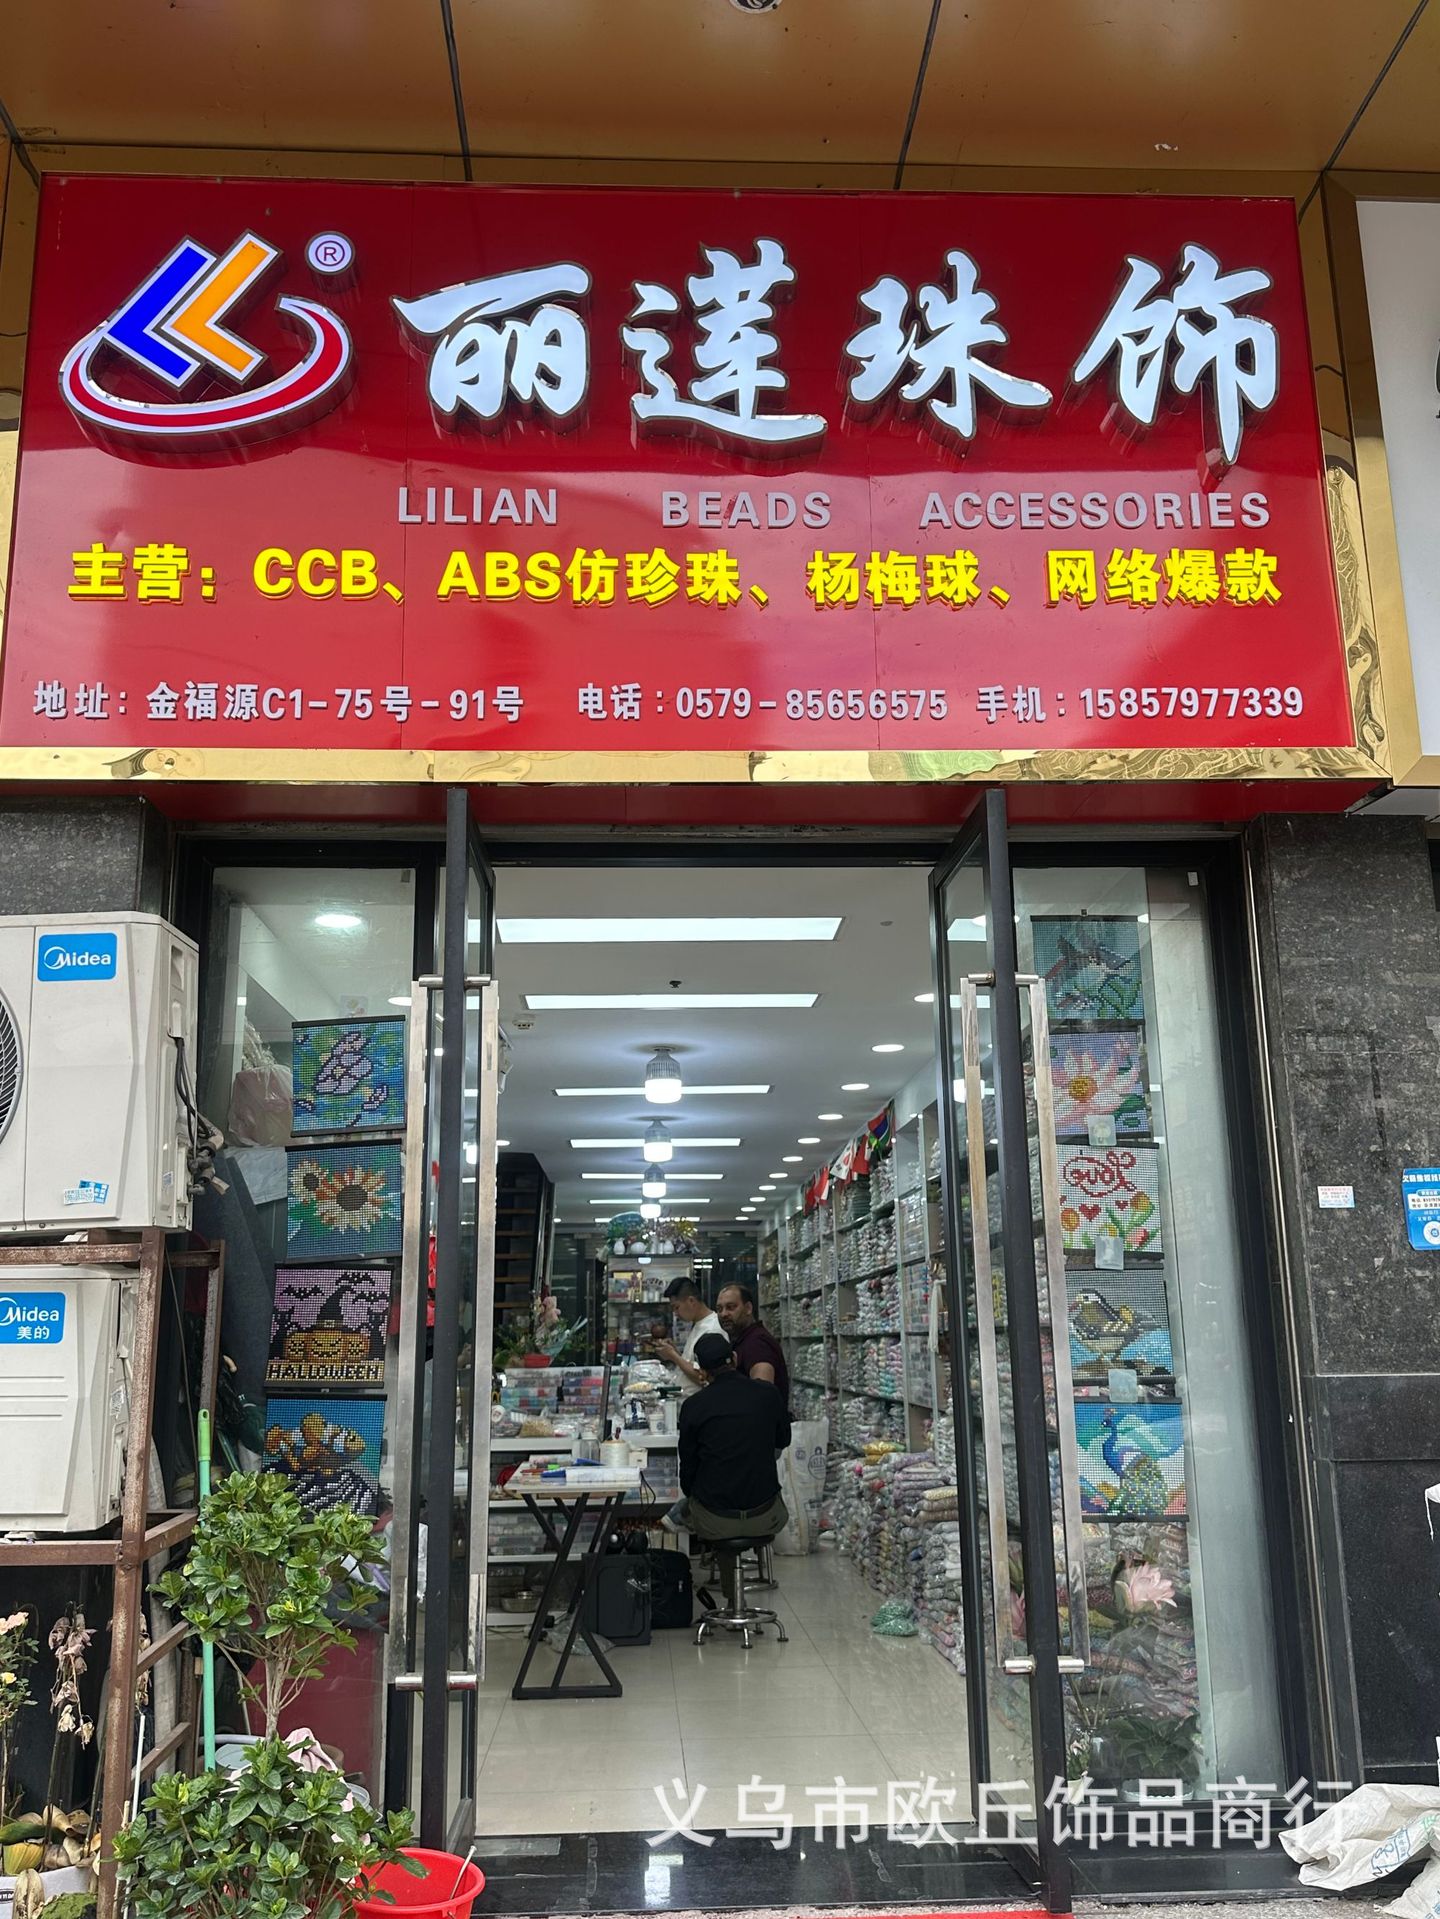 ®
丽莲珠饰
LILIAN BEADS ACCESSORIES
主营：CCB、ABS仿珍珠、杨梅球、网络爆款
地址：金福源C1-75号-91号 电话：0579-85656575 手机：15857977339
Midea
Midea
美的
HALLOWEEN
Love
义乌市欧丘饰品商行